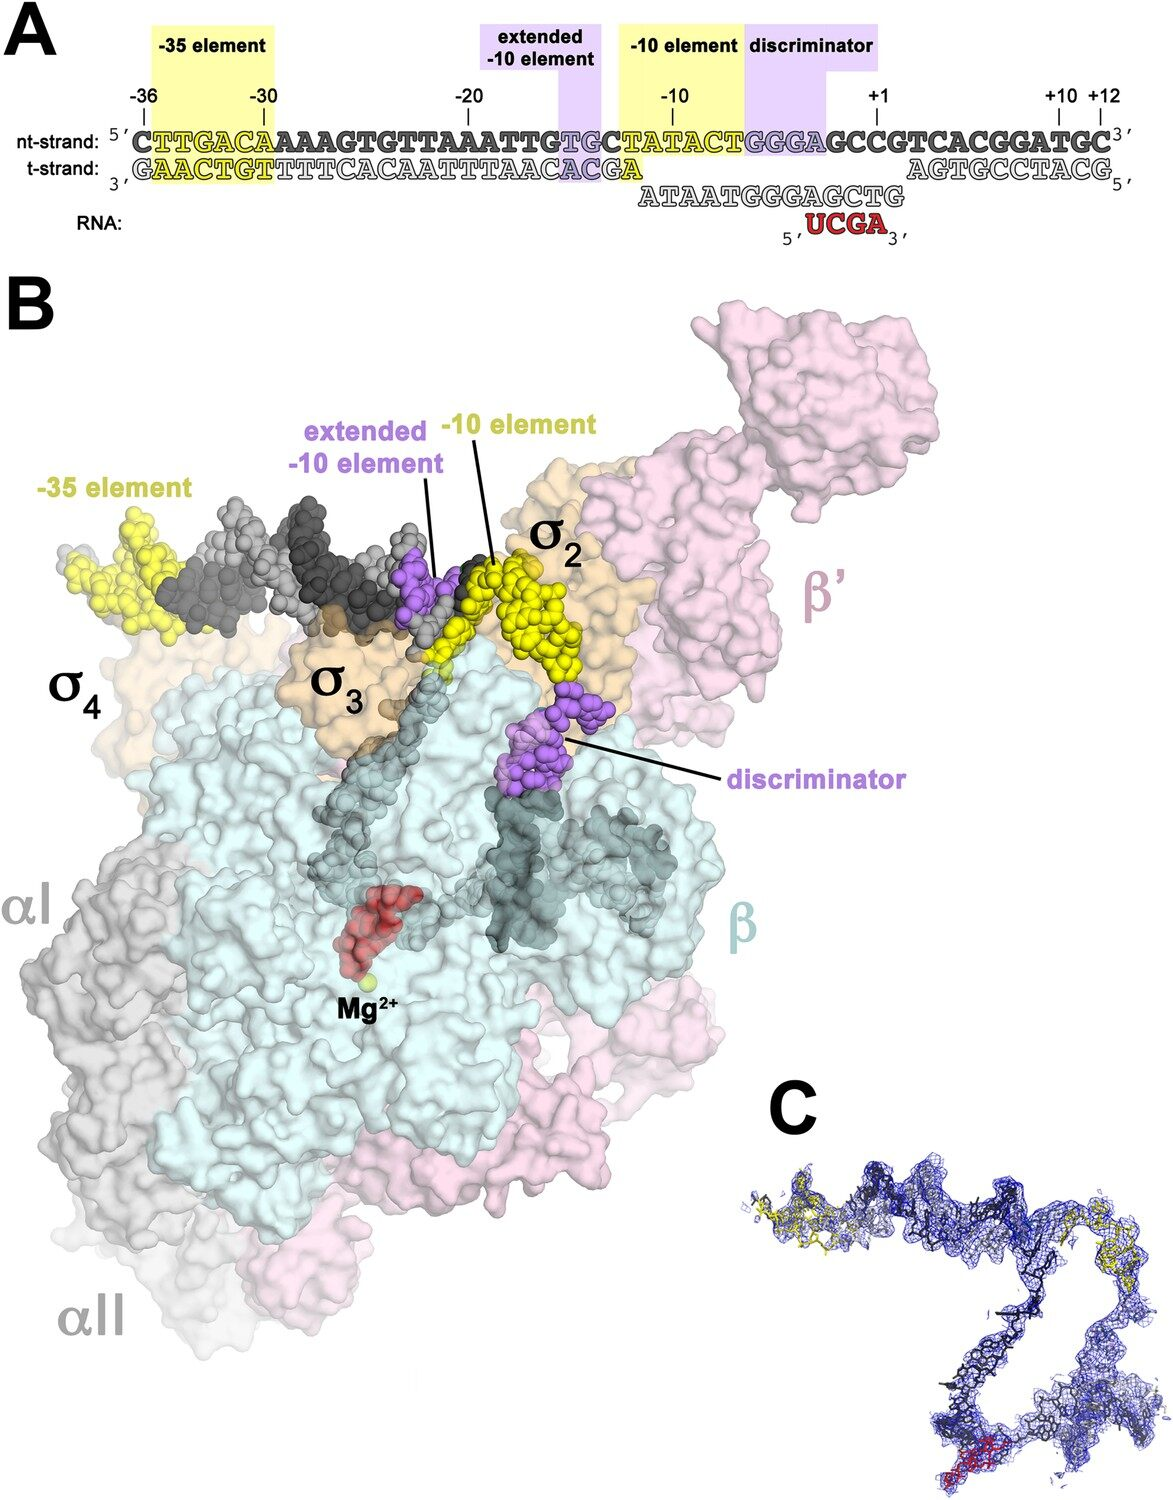 A
-35 element
extended
-10 element
-10 element
discriminator
-36 -30 -20 -10 +1 +10 +12
nt-strand: 5′ CTTGACAAAAGTGTTAAATTGTGCTATACTGGGAGCCGTCACGGATGC 3′
t-strand: 3′ GAACTGTTTTCACAATTTAACACGA AGTGCCTACG 5′
ATAATGGGAGCTG
RNA: 5′ UCGA 3′
B
extended
-10 element
-10 element
-35 element
σ2
β’
σ4
σ3
discriminator
αI
β
Mg2+
C
αII